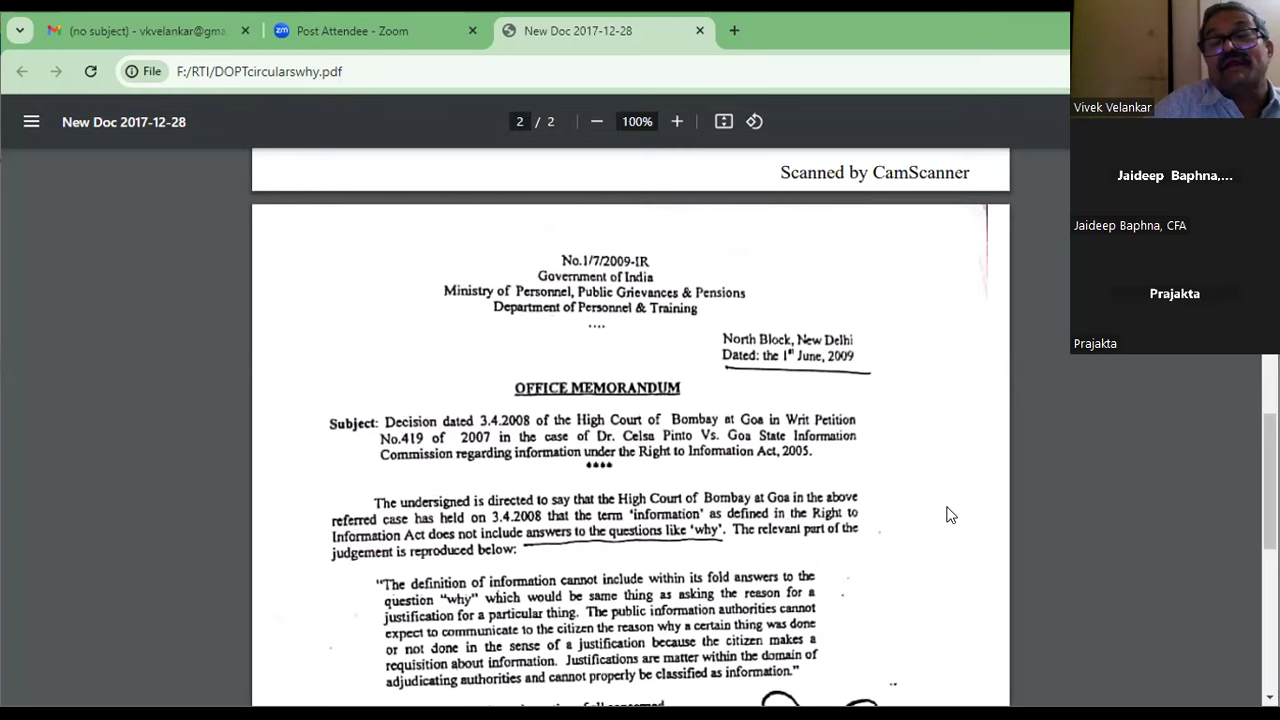 (no subject) - vkvelankar@gma
Post Attendee - Zoom
New Doc 2017-12-28
File
F:/RTI/DOPTcircularswhy.pdf
New Doc 2017-12-28
2 / 2
100%
Vivek Velankar
Jaideep Baphna,...
Jaideep Baphna, CFA
Prajakta
Prajakta
Scanned by CamScanner
No.1/7/2009-IR
Government of India
Ministry of Personnel, Public Grievances & Pensions
Department of Personnel & Training
....
North Block, New Delhi
Dated: the 1st June, 2009
OFFICE MEMORANDUM
Subject: Decision dated 3.4.2008 of the High Court of Bombay at Goa in Writ Petition
No.419 of 2007 in the case of Dr. Celsa Pinto Vs. Goa State Information
Commission regarding information under the Right to Information Act, 2005.
****
The undersigned is directed to say that the High Court of Bombay at Goa in the above
referred case has held on 3.4.2008 that the term 'information' as defined in the Right to
Information Act does not include answers to the questions like 'why'. The relevant part of the
judgement is reproduced below:
"The definition of information cannot include within its fold answers to the
question "why" which would be same thing as asking the reason for a
justification for a particular thing. The public information authorities cannot
expect to communicate to the citizen the reason why a certain thing was done
or not done in the sense of a justification because the citizen makes a
requisition about information. Justifications are matter within the domain of
adjudicating authorities and cannot properly be classified as information."